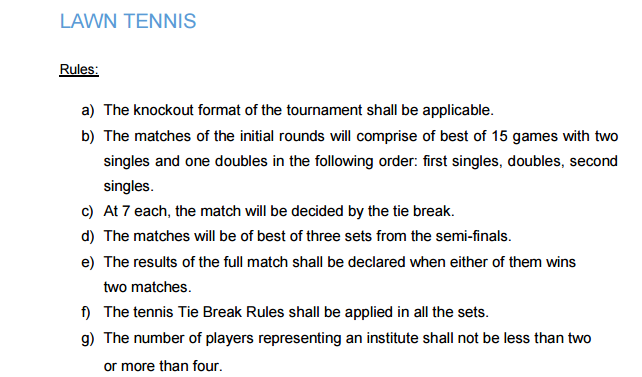 LAWN TENNIS
Rules:
a) The knockout format of the tournament shall be applicable.
b) The matches of the initial rounds will comprise of best of 15 games with two
singles and one doubles in the following order: first singles, doubles, second
singles.
c) At 7 each, the match will be decided by the tie break.
d) The matches will be of best of three sets from the semi-finals.
e) The results of the full match shall be declared when either of them wins
two matches.
f) The tennis Tie Break Rules shall be applied in all the sets.
g) The number of players representing an institute shall not be less than two
or more than four.